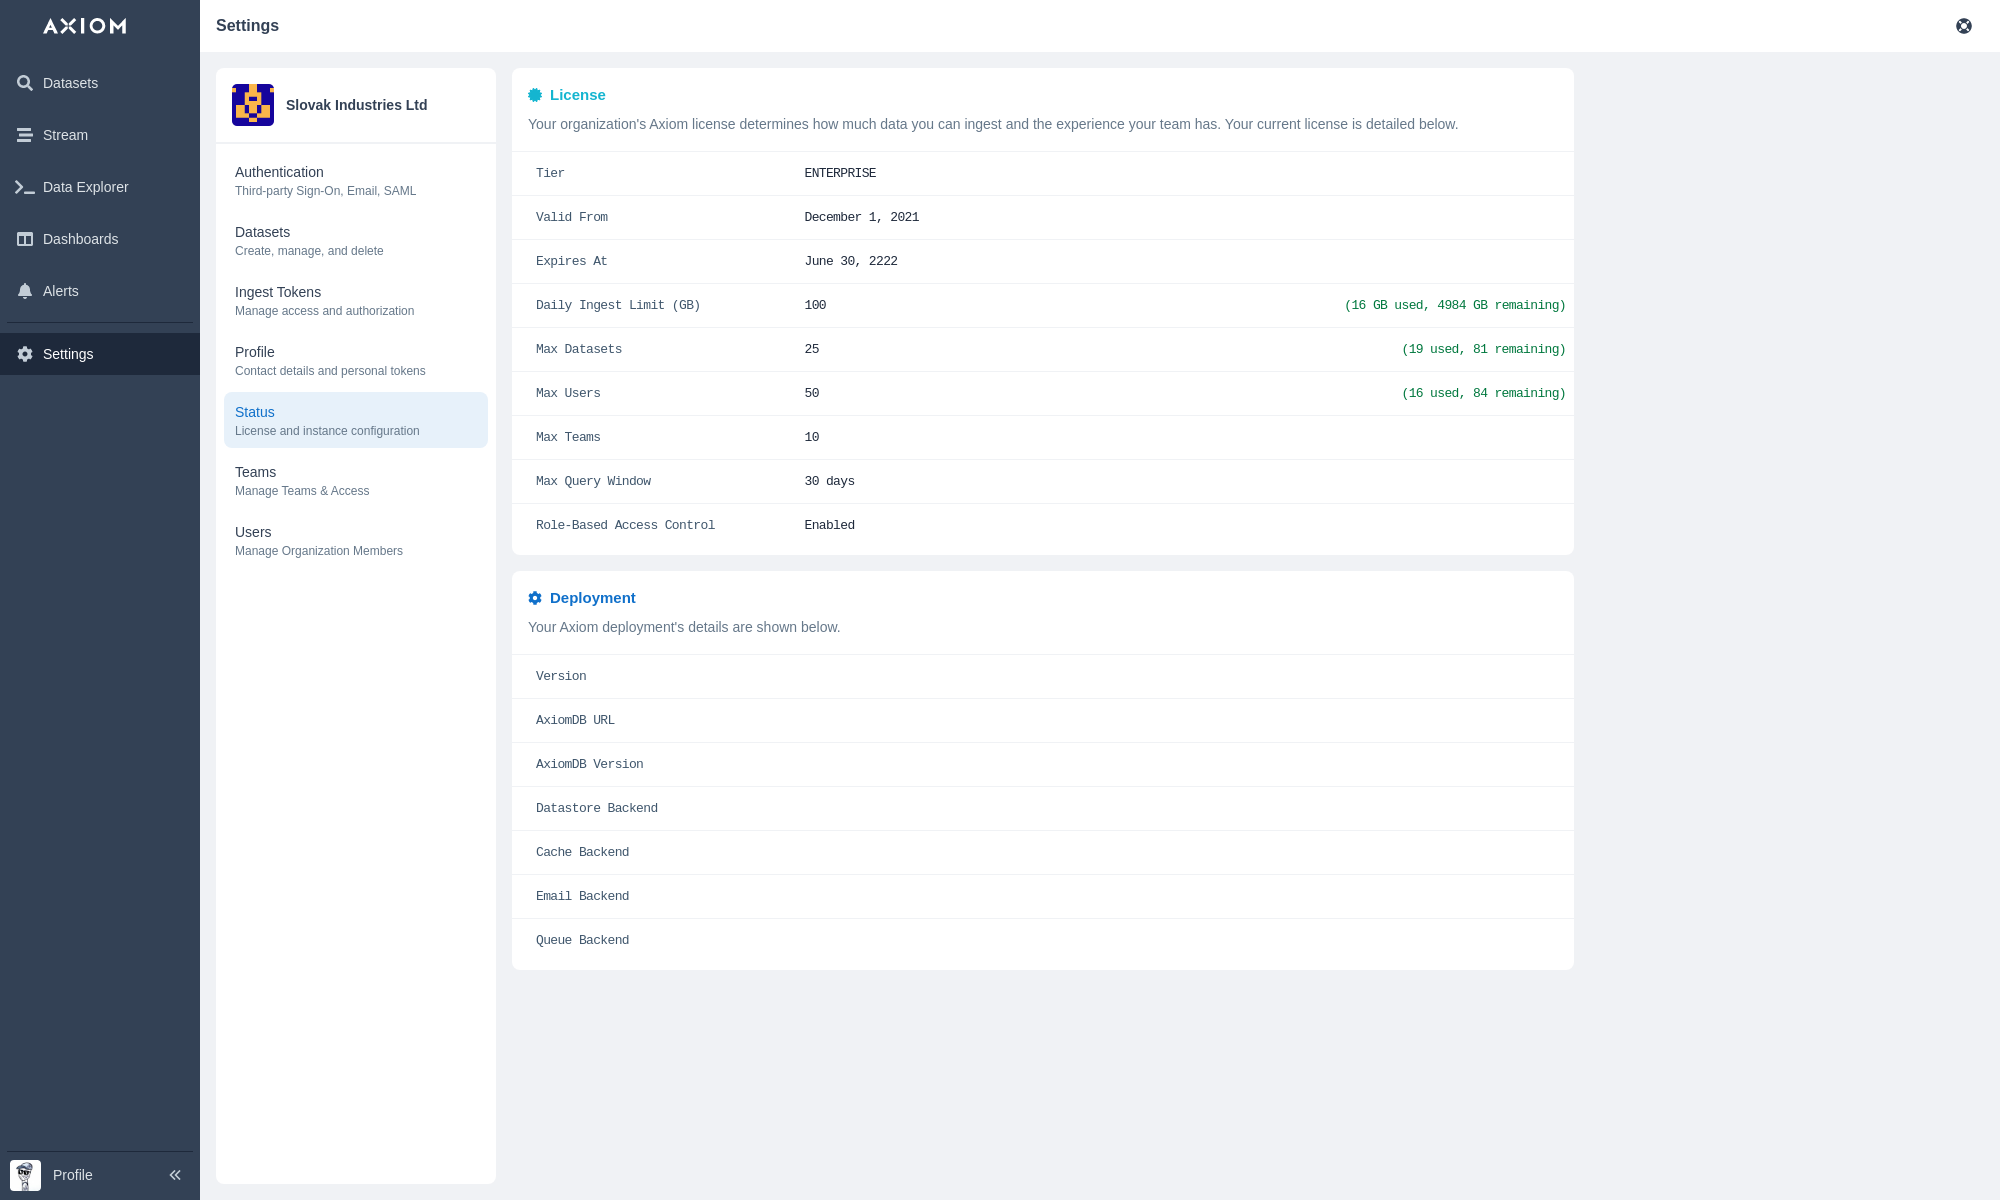 AXIOM
Settings
Datasets
Stream
Data Explorer
Dashboards
Alerts
Settings
Profile
Slovak Industries Ltd
Authentication
Third-party Sign-On, Email, SAML
Datasets
Create, manage, and delete
Ingest Tokens
Manage access and authorization
Profile
Contact details and personal tokens
Status
License and instance configuration
Teams
Manage Teams & Access
Users
Manage Organization Members
License
Your organization's Axiom license determines how much data you can ingest and the experience your team has. Your current license is detailed below.
Tier ENTERPRISE
Valid From December 1, 2021
Expires At June 30, 2222
Daily Ingest Limit (GB) 100 (16 GB used, 4984 GB remaining)
Max Datasets 25 (19 used, 81 remaining)
Max Users 50 (16 used, 84 remaining)
Max Teams 10
Max Query Window 30 days
Role-Based Access Control Enabled
Deployment
Your Axiom deployment's details are shown below.
Version
AxiomDB URL
AxiomDB Version
Datastore Backend
Cache Backend
Email Backend
Queue Backend